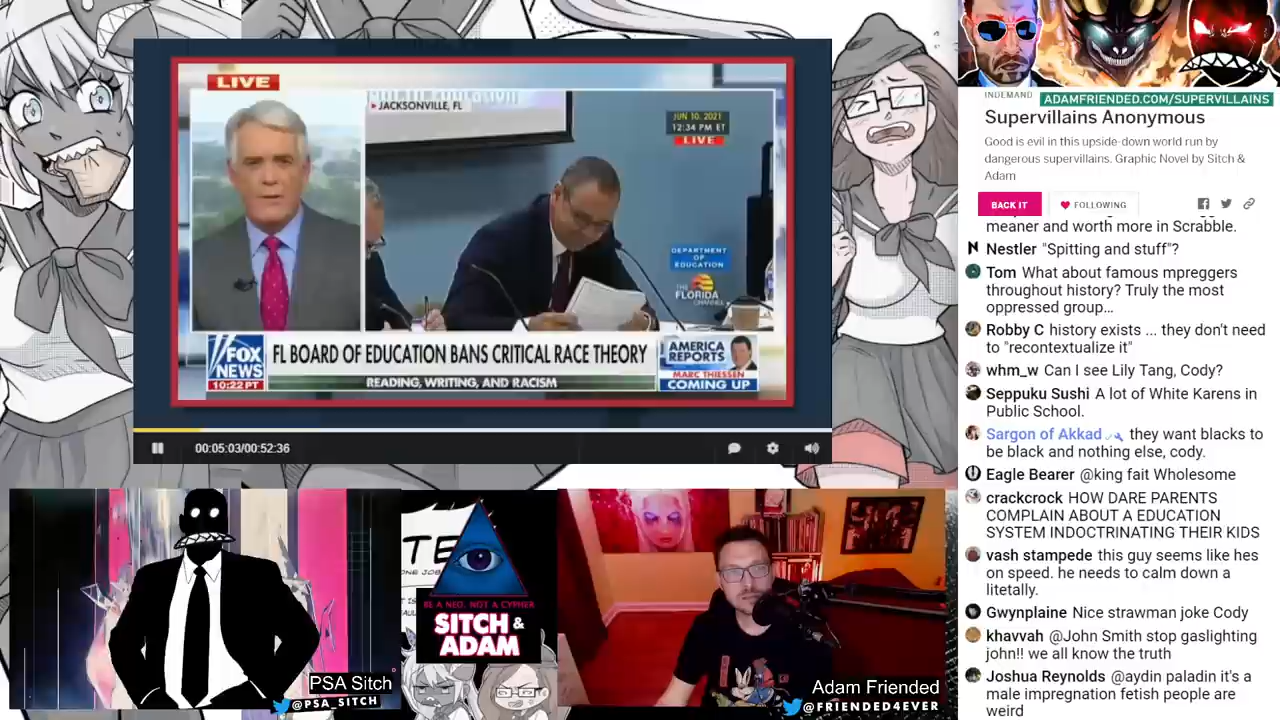 LIVE
JACKSONVILLE, FL
JUN 10, 2021
12:34 PM ET
LIVE
DEPARTMENT
OF
EDUCATION
THE
FLORIDA
CHANNEL
FOX
NEWS
10:22 PT
FL BOARD OF EDUCATION BANS CRITICAL RACE THEORY
READING, WRITING, AND RACISM
AMERICA
REPORTS
MARC THIESSEN
COMING UP
00:05:03/00:52:36
BE A NEO, NOT A CYPHER
SITCH &
ADAM
PSA Sitch
@PSA_SITCH
Adam Friended
@FRIENDED4EVER
INDEMAND
ADAMFRIENDED.COM/SUPERVILLAINS
Supervillains Anonymous
Good is evil in this upside-down world run by
dangerous supervillains. Graphic Novel by Sitch &
Adam
BACK IT
FOLLOWING
meaner and worth more in Scrabble.
Nestler "Spitting and stuff"?
Tom What about famous mpreggers
throughout history? Truly the most
oppressed group...
Robby C history exists ... they don't need
to "recontextualize it"
whm_w Can I see Lily Tang, Cody?
Seppuku Sushi A lot of White Karens in
Public School.
Sargon of Akkad they want blacks to
be black and nothing else, cody.
Eagle Bearer @king fait Wholesome
crackcrock HOW DARE PARENTS
COMPLAIN ABOUT A EDUCATION
SYSTEM INDOCTRINATING THEIR KIDS
vash stampede this guy seems like hes
on speed. he needs to calm down a
litetally.
Gwynplaine Nice strawman joke Cody
khavvah @John Smith stop gaslighting
john!! we all know the truth
Joshua Reynolds @aydin paladin it's a
male impregnation fetish people are
weird